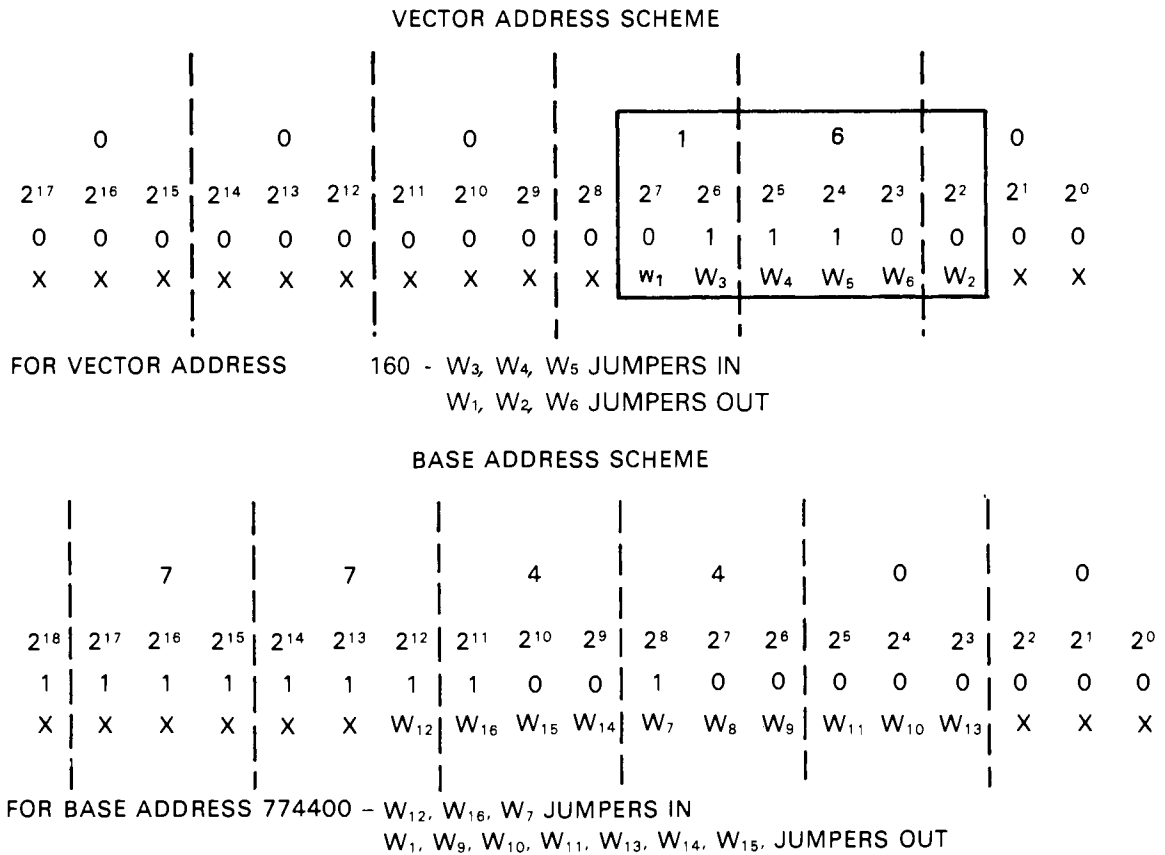 VECTOR ADDRESS SCHEME
0 0 0 1 6 0
2¹⁷ 2¹⁶ 2¹⁵ 2¹⁴ 2¹³ 2¹² 2¹¹ 2¹⁰ 2⁹ 2⁸ 2⁷ 2⁶ 2⁵ 2⁴ 2³ 2² 2¹ 2⁰
0 0 0 0 0 0 0 0 0 0 0 1 1 1 0 0 0 0
X X X X X X X X X X W₁ W₃ W₄ W₅ W₆ W₂ X X
FOR VECTOR ADDRESS 160 - W₃, W₄, W₅ JUMPERS IN
W₁, W₂, W₆ JUMPERS OUT
BASE ADDRESS SCHEME
7 7 4 4 0 0
2¹⁸ 2¹⁷ 2¹⁶ 2¹⁵ 2¹⁴ 2¹³ 2¹² 2¹¹ 2¹⁰ 2⁹ 2⁸ 2⁷ 2⁶ 2⁵ 2⁴ 2³ 2² 2¹ 2⁰
1 1 1 1 1 1 1 1 0 0 1 0 0 0 0 0 0 0 0
X X X X X X W₁₂ W₁₆ W₁₅ W₁₄ W₇ W₈ W₉ W₁₁ W₁₀ W₁₃ X X X
FOR BASE ADDRESS 774400 – W₁₂, W₁₆, W₇ JUMPERS IN
W₁, W₉, W₁₀, W₁₁, W₁₃, W₁₄, W₁₅, JUMPERS OUT